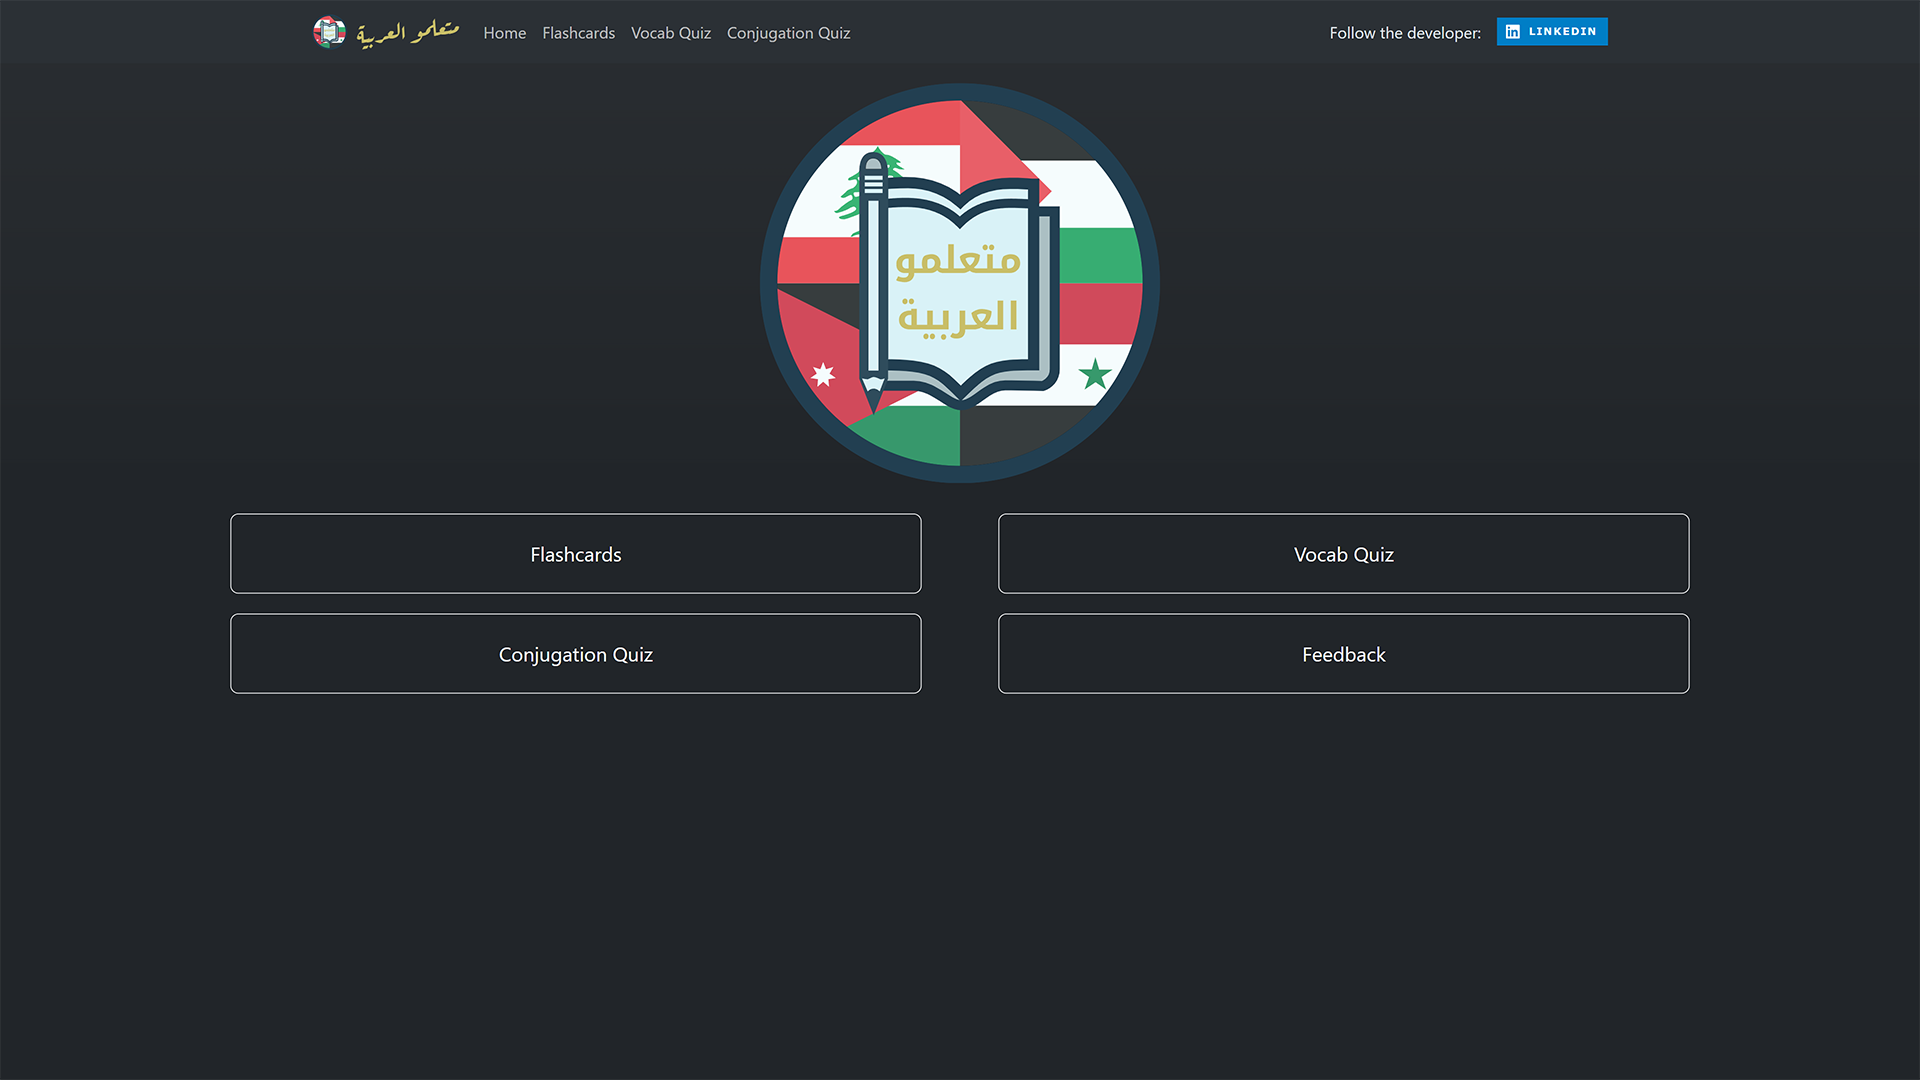 متعلمو العربية
Home Flashcards Vocab Quiz Conjugation Quiz
Follow the developer: in LINKEDIN
متعلمو
العربية
Flashcards
Vocab Quiz
Conjugation Quiz
Feedback